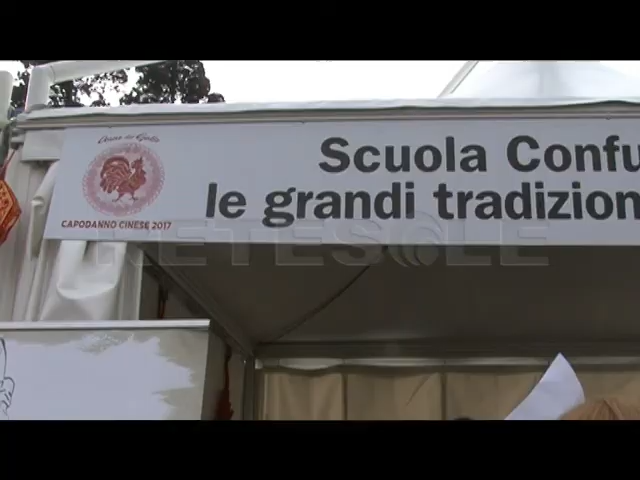 Anno del Gallo
CAPODANNO CINESE 2017
Scuola Confu
le grandi tradizion
RETESOLE